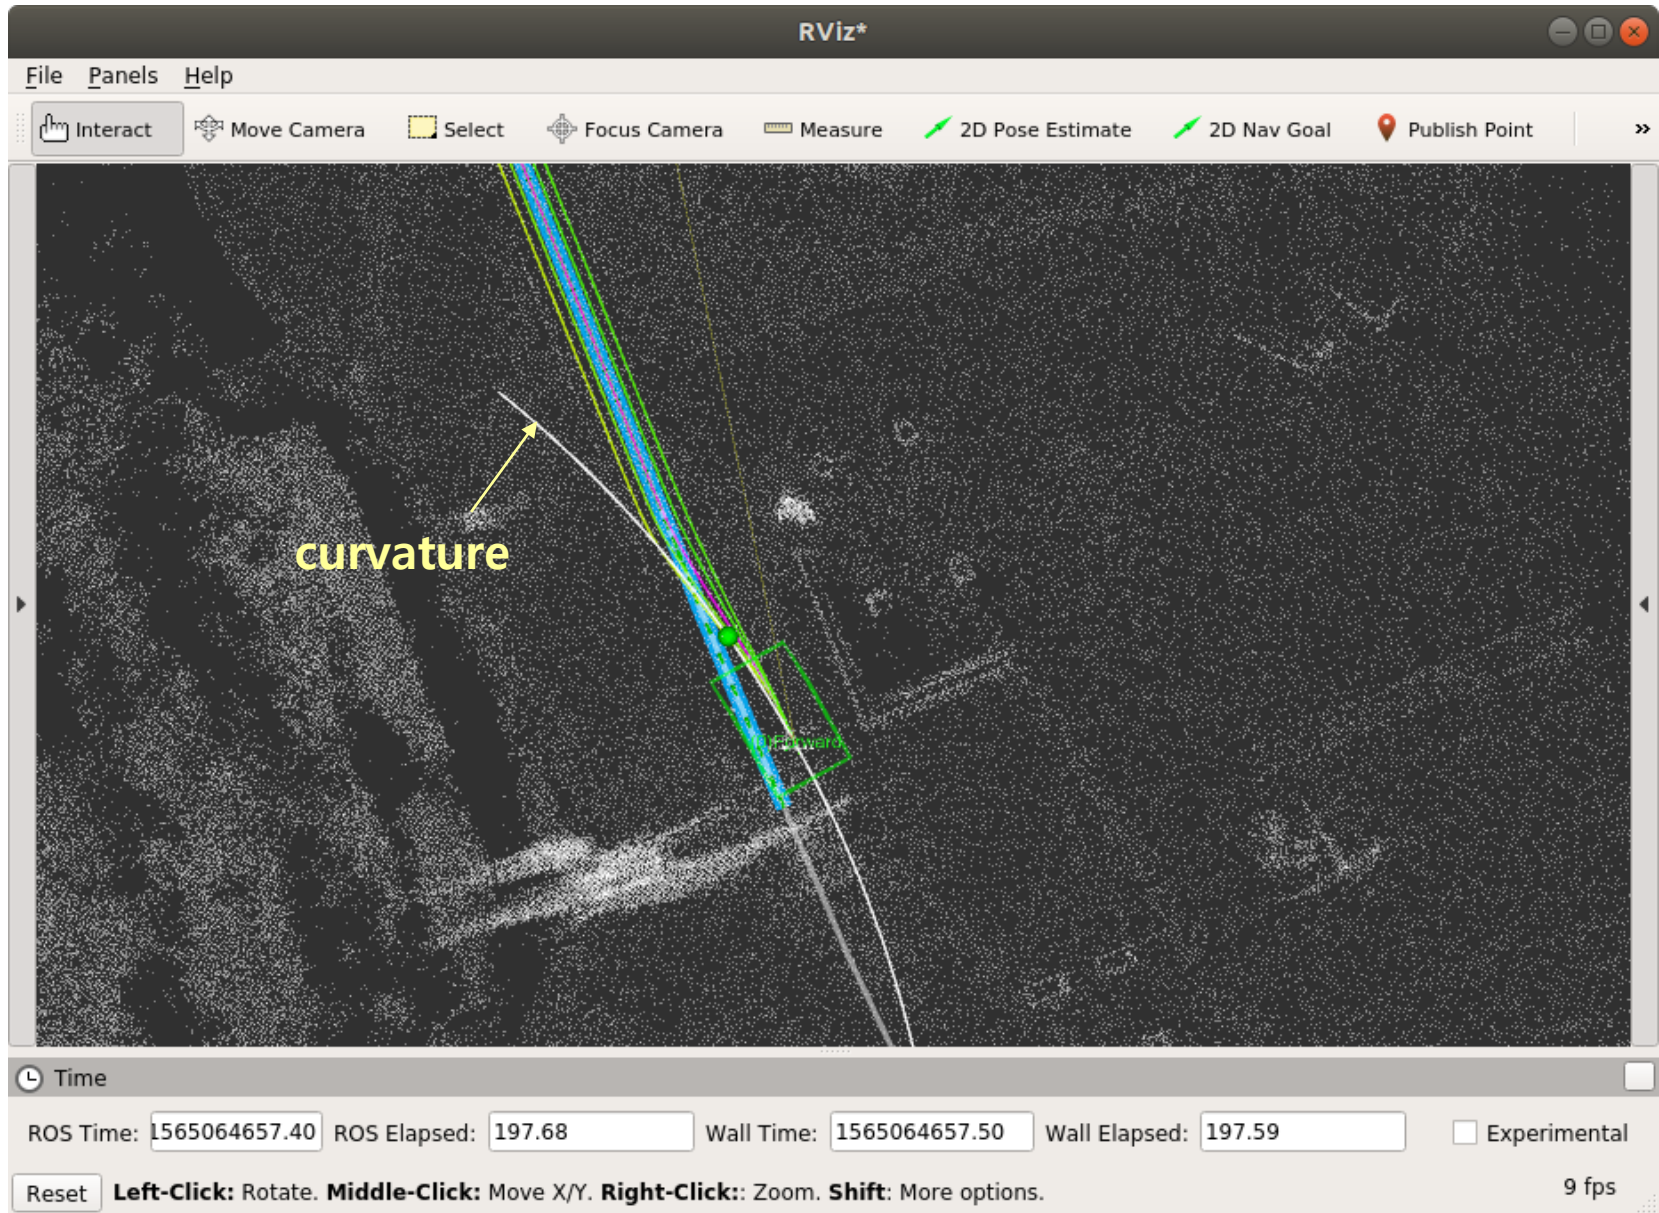 RViz*
File Panels Help
Interact Move Camera Select Focus Camera Measure 2D Pose Estimate 2D Nav Goal Publish Point »
curvature
Forward
Time
ROS Time: 1565064657.40 ROS Elapsed: 197.68 Wall Time: 1565064657.50 Wall Elapsed: 197.59 Experimental
Reset Left-Click: Rotate. Middle-Click: Move X/Y. Right-Click:: Zoom. Shift: More options. 9 fps